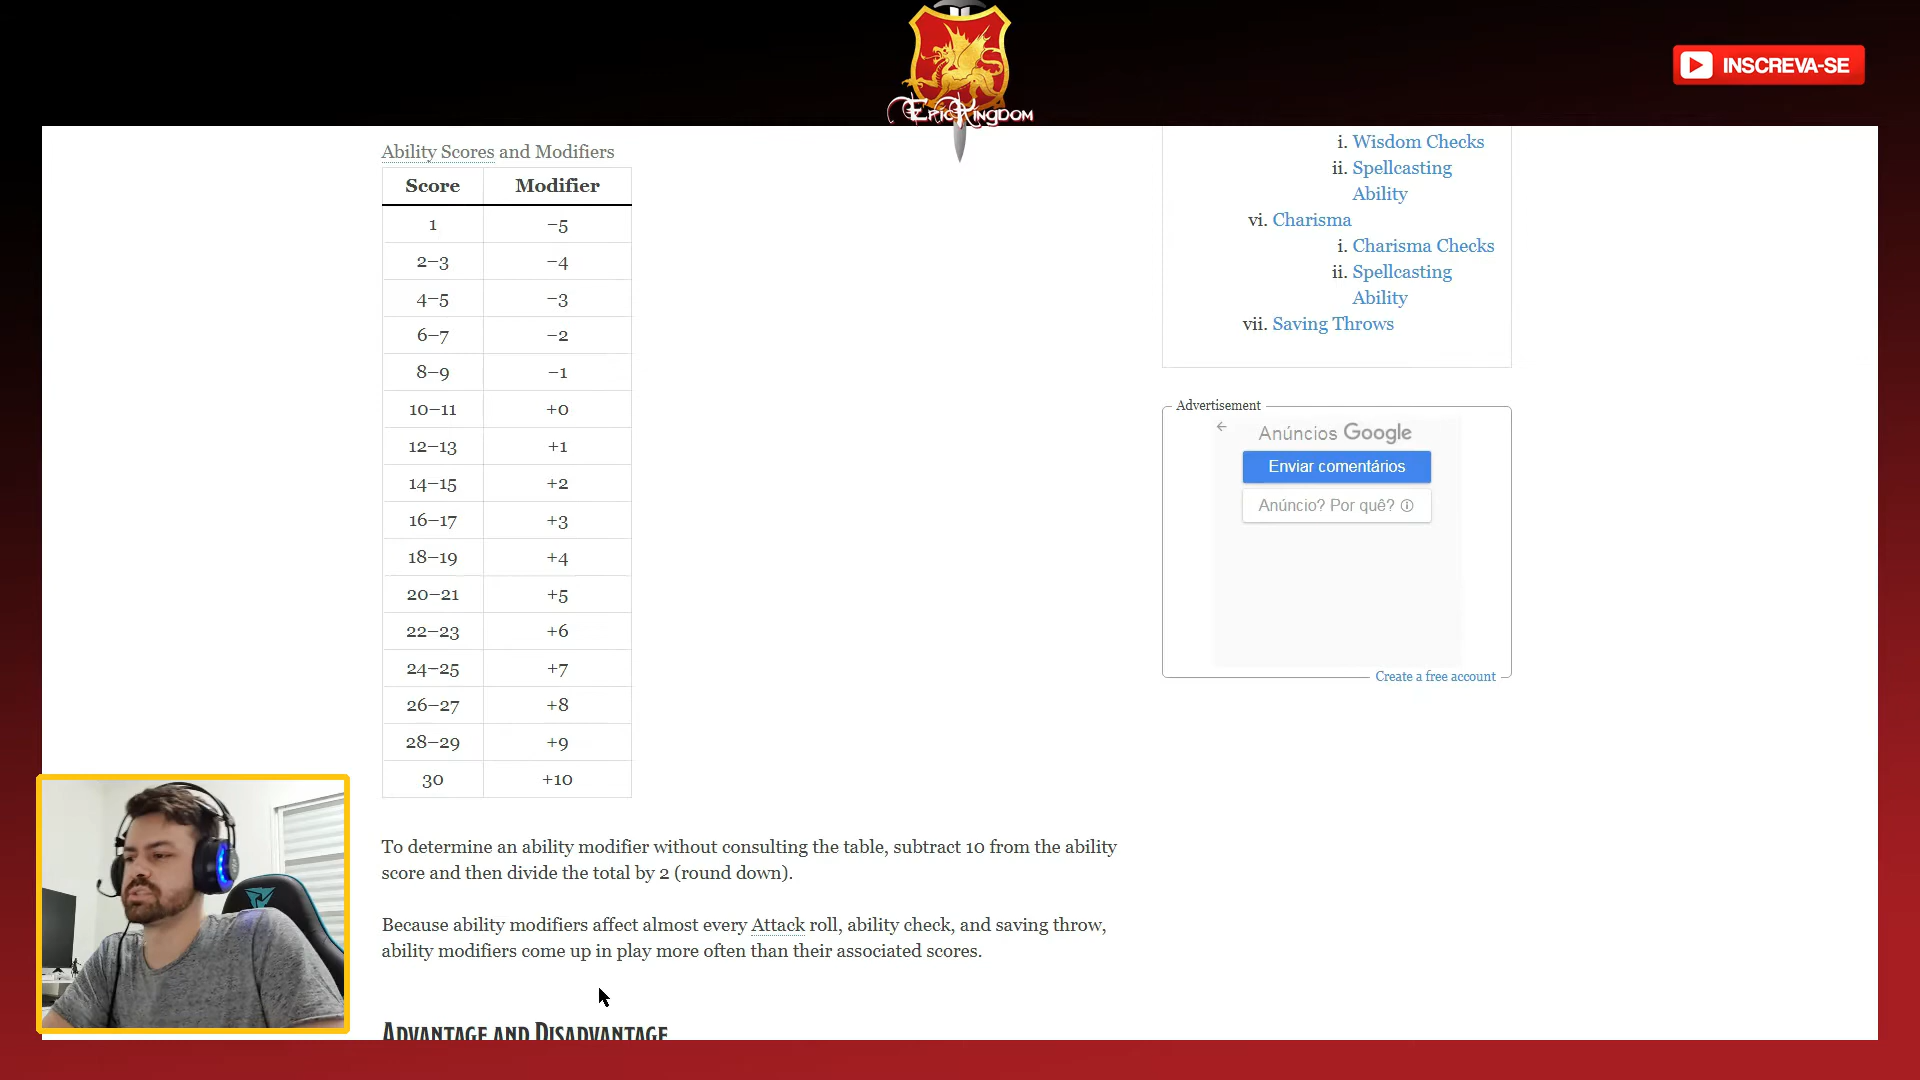 EpicKingdom
INSCREVA-SE
Ability Scores and Modifiers
Score Modifier
1 −5
2–3 −4
4–5 −3
6–7 −2
8–9 −1
10–11 +0
12–13 +1
14–15 +2
16–17 +3
18–19 +4
20–21 +5
22–23 +6
24–25 +7
26–27 +8
28–29 +9
30 +10
To determine an ability modifier without consulting the table, subtract 10 from the ability
score and then divide the total by 2 (round down).
Because ability modifiers affect almost every Attack roll, ability check, and saving throw,
ability modifiers come up in play more often than their associated scores.
Advantage and Disadvantage
i. Wisdom Checks
ii. Spellcasting
Ability
vi. Charisma
i. Charisma Checks
ii. Spellcasting
Ability
vii. Saving Throws
Advertisement
Anúncios Google
Enviar comentários
Anúncio? Por quê?
Create a free account